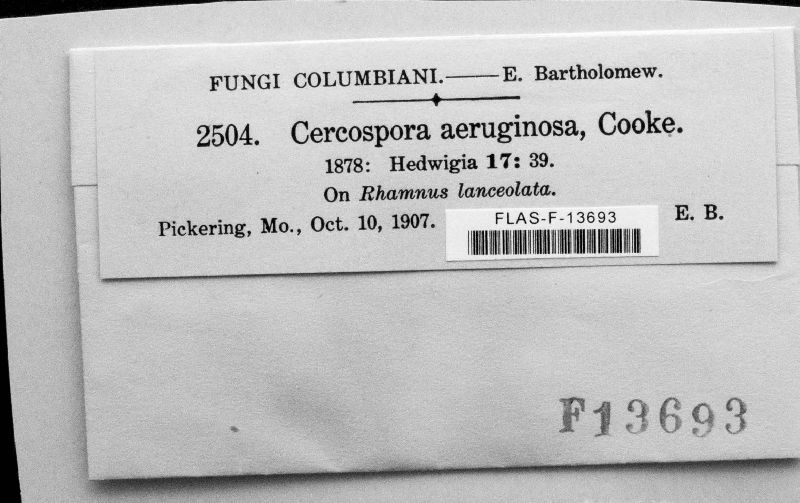 FUNGI COLUMBIANI.——E. Bartholomew.
2504. Cercospora aeruginosa, Cooke.
1878: Hedwigia 17: 39.
On Rhamnus lanceolata.
Pickering, Mo., Oct. 10, 1907. E. B.
FLAS-F-13693
F13693